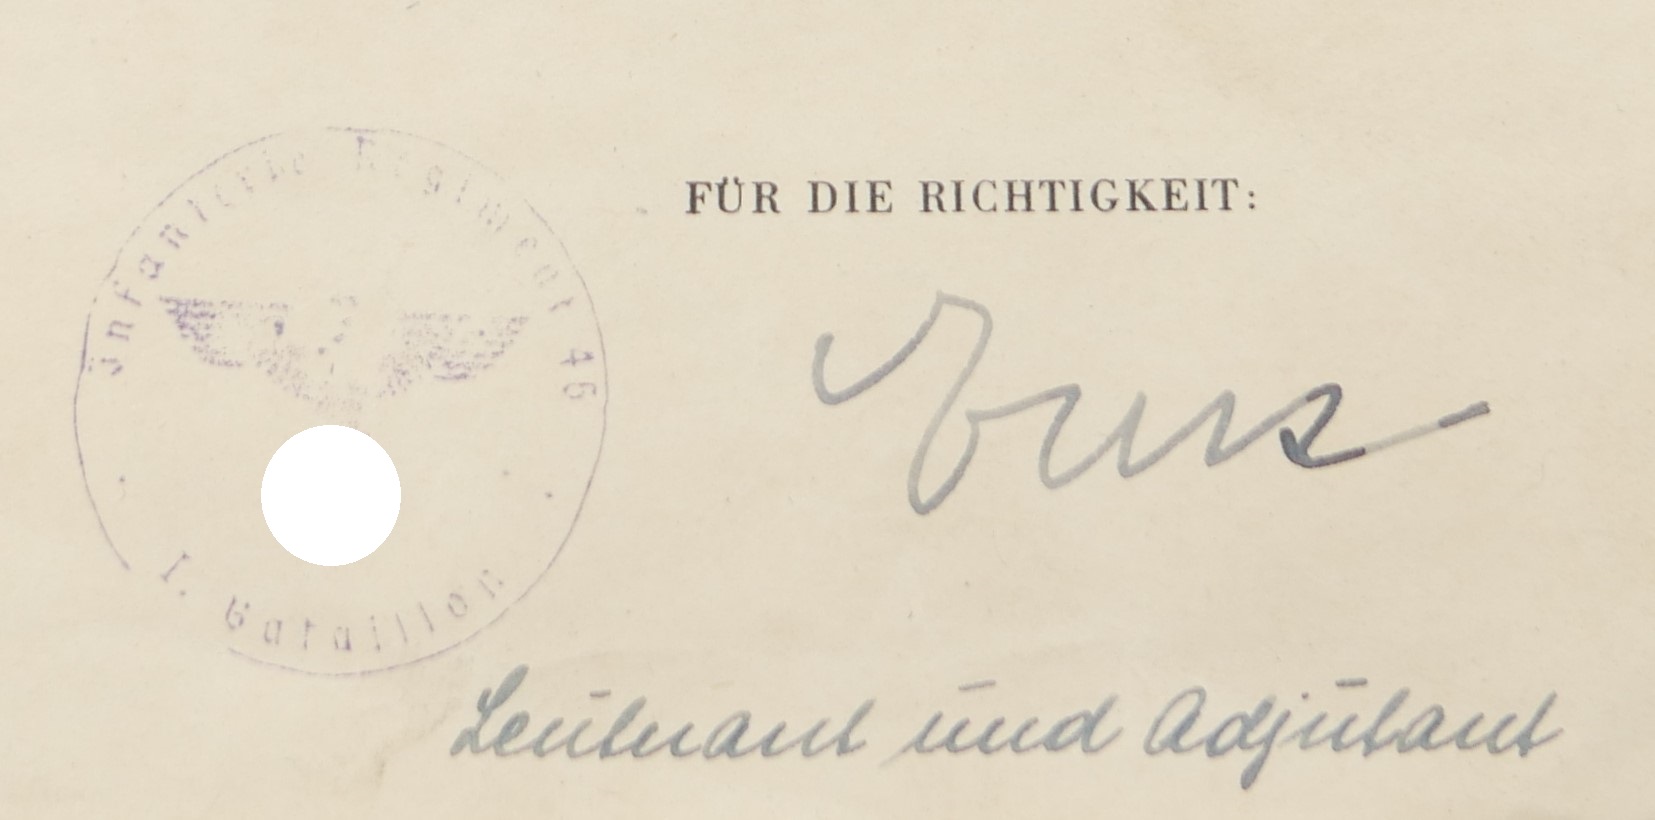 Infanterie Regiment 46
I. Bataillon
FÜR DIE RICHTIGKEIT:
Leutnant und Adjutant